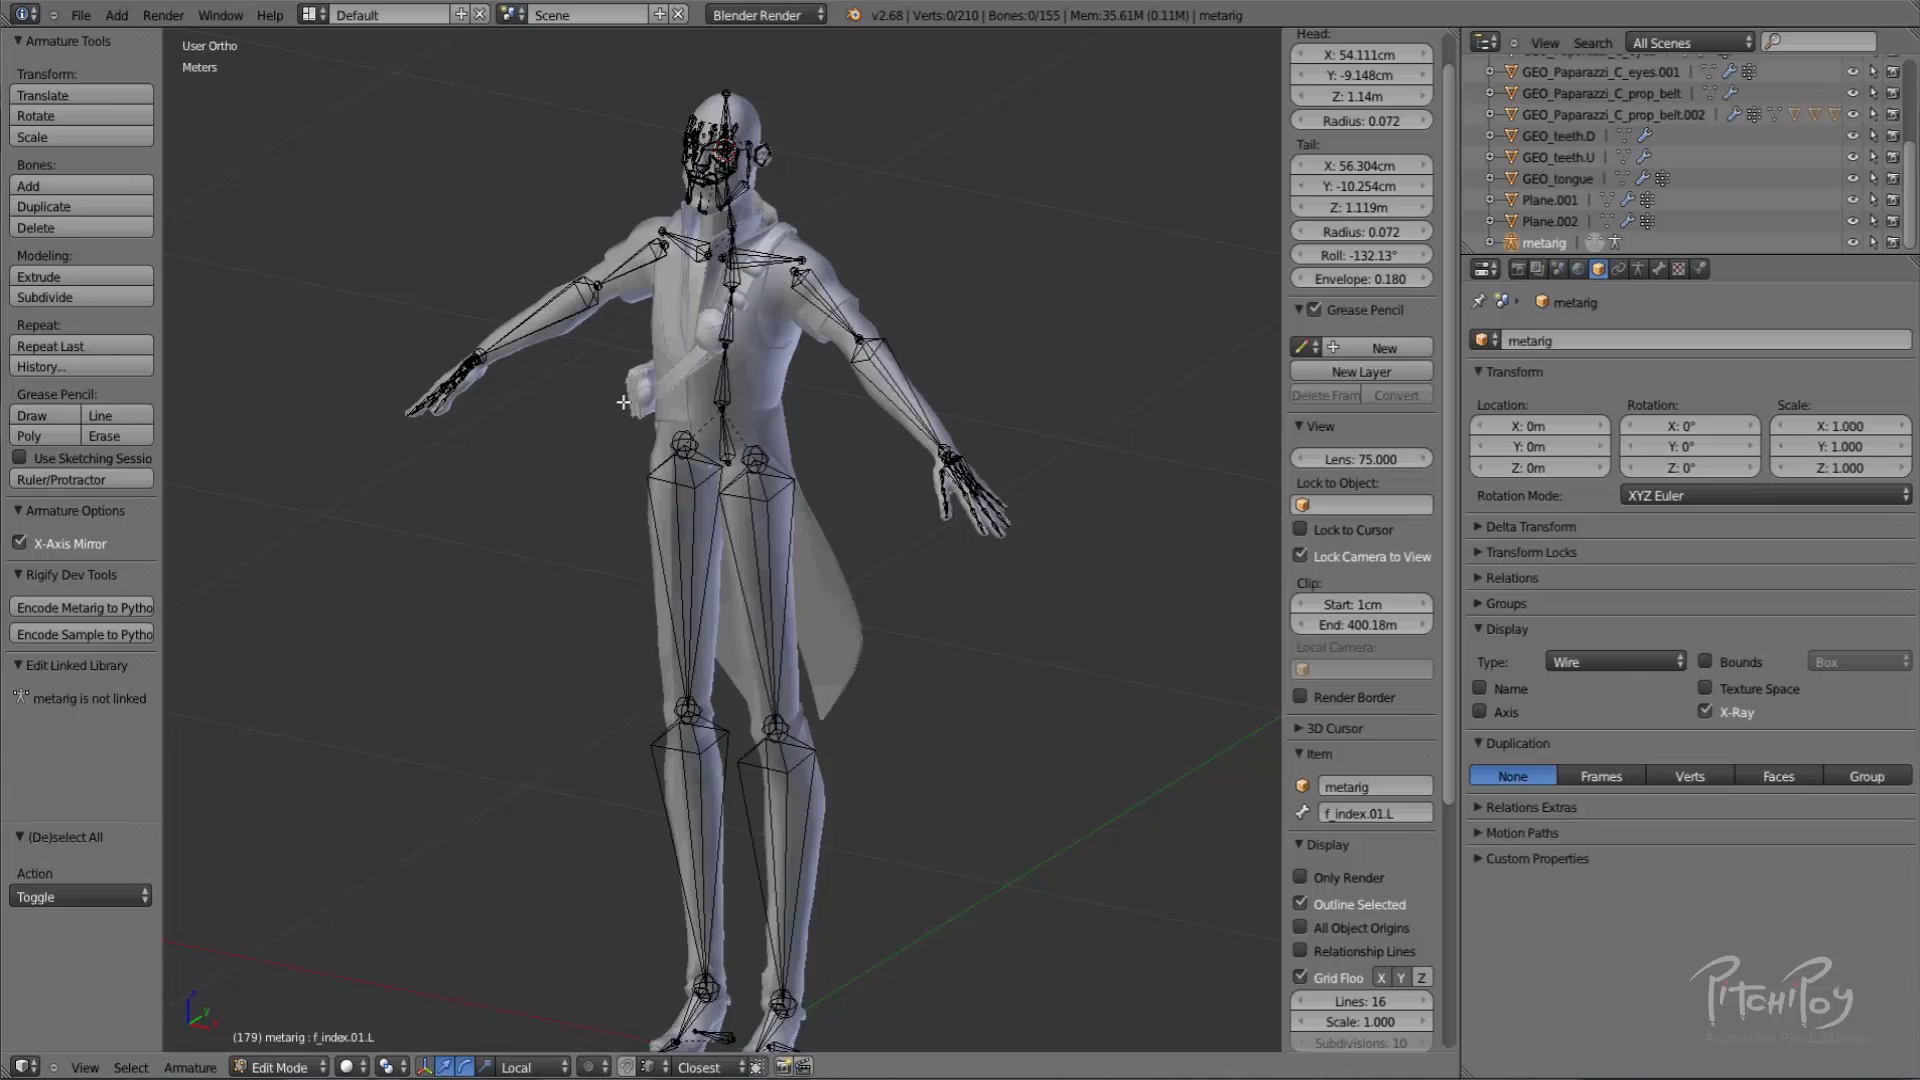 File Add Render Window Help Default Scene Blender Render v2.68 | Verts:0/210 | Bones:0/155 | Mem:35.61M (0.11M) | metarig
Armature Tools
Transform:
Translate
Rotate
Scale
Bones:
Add
Duplicate
Delete
Modeling:
Extrude
Subdivide
Repeat:
Repeat Last
History...
Grease Pencil:
Draw Line
Poly Erase
Use Sketching Sessio
Ruler/Protractor
Armature Options
X-Axis Mirror
Rigify Dev Tools
Encode Metarig to Pytho
Encode Sample to Pytho
Edit Linked Library
metarig is not linked
(De)select All
Action
Toggle
User Ortho
Meters
(179) metarig : f_index.01.L
View Select Armature Edit Mode Local Closest
Head:
X: 54.111cm
Y: -9.148cm
Z: 1.14m
Radius: 0.072
Tail:
X: 56.304cm
Y: -10.254cm
Z: 1.119m
Radius: 0.072
Roll: -132.13°
Envelope: 0.180
Grease Pencil
New
New Layer
Delete Fram Convert
View
Lens: 75.000
Lock to Object:
Lock to Cursor
Lock Camera to View
Clip:
Start: 1cm
End: 400.18m
Local Camera:
Render Border
3D Cursor
Item
metarig
f_index.01.L
Display
Only Render
Outline Selected
All Object Origins
Relationship Lines
Grid Floo X Y Z
Lines: 16
Scale: 1.000
Subdivisions: 10
View Search All Scenes
GEO_Paparazzi_C_eyes.001
GEO_Paparazzi_C_prop_belt
GEO_Paparazzi_C_prop_belt.002
GEO_teeth.D
GEO_teeth.U
GEO_tongue
Plane.001
Plane.002
metarig
metarig
metarig
Transform
Location: Rotation: Scale:
X: 0m X: 0° X: 1.000
Y: 0m Y: 0° Y: 1.000
Z: 0m Z: 0° Z: 1.000
Rotation Mode: XYZ Euler
Delta Transform
Transform Locks
Relations
Groups
Display
Type: Wire Bounds Box
Name Texture Space
Axis X-Ray
Duplication
None Frames Verts Faces Group
Relations Extras
Motion Paths
Custom Properties
PitchiPoy
Animation Productions